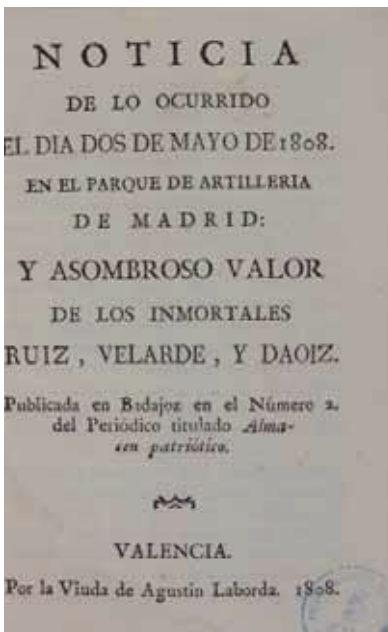 NOTICIA
DE LO OCURRIDO
EL DIA DOS DE MAYO DE 1808.
EN EL PARQUE DE ARTILLERIA
DE MADRID:
Y ASOMBROSO VALOR
DE LOS INMORTALES
RUIZ, VELARDE, Y DAOIZ.
Publicada en Badajoz en el Número 2.
del Periódico titulado Alma-
cen patriótico.
VALENCIA.
Por la Viuda de Agustin Laborda. 1808.